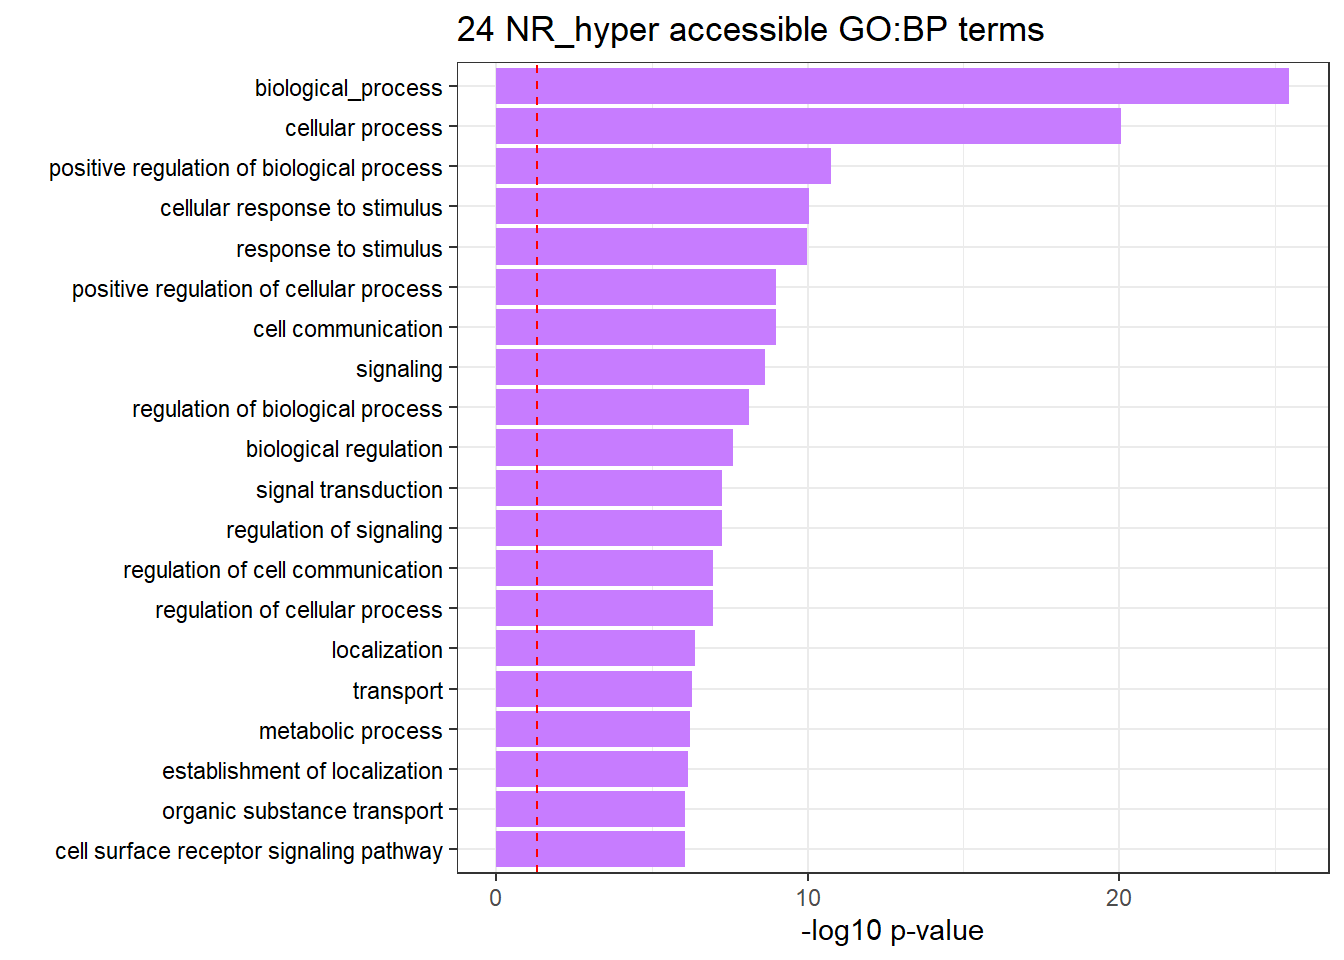 24 NR_hyper accessible GO:BP terms
biological_process
cellular process
positive regulation of biological process
cellular response to stimulus
response to stimulus
positive regulation of cellular process
cell communication
signaling
regulation of biological process
biological regulation
signal transduction
regulation of signaling
regulation of cell communication
regulation of cellular process
localization
transport
metabolic process
establishment of localization
organic substance transport
cell surface receptor signaling pathway
0 10 20
-log10 p-value